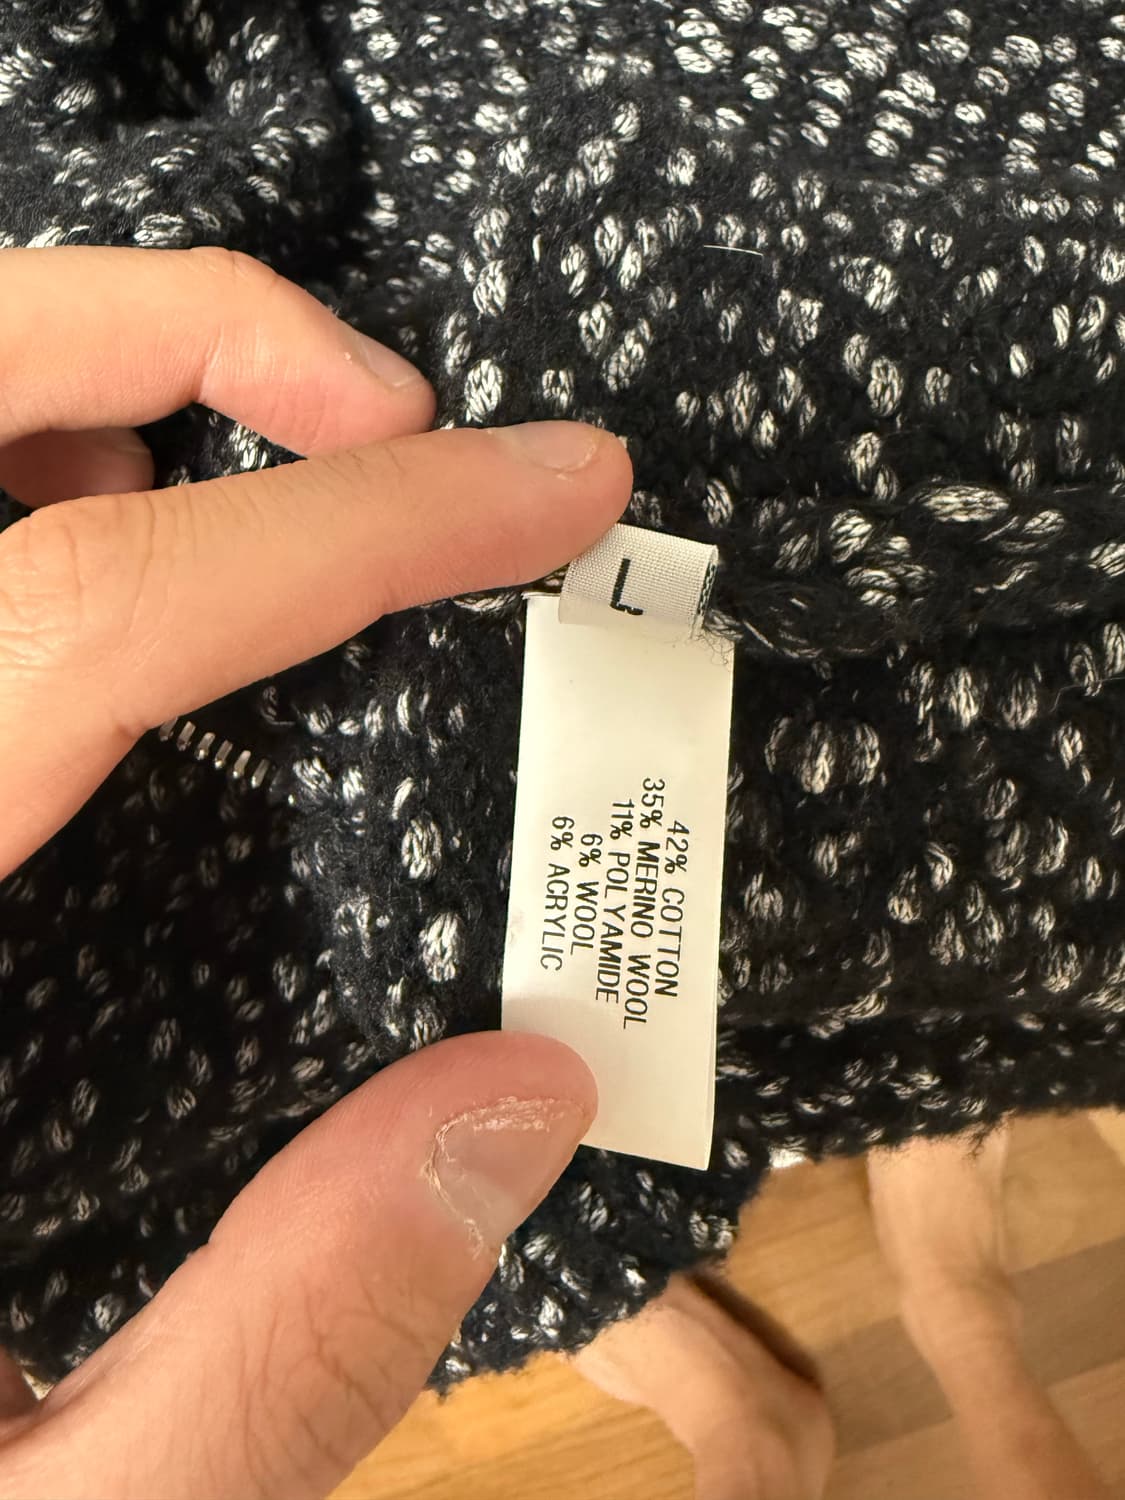 L
42% COTTON
35% MERINO WOOL
11% POLYAMIDE
6% WOOL
6% ACRYLIC